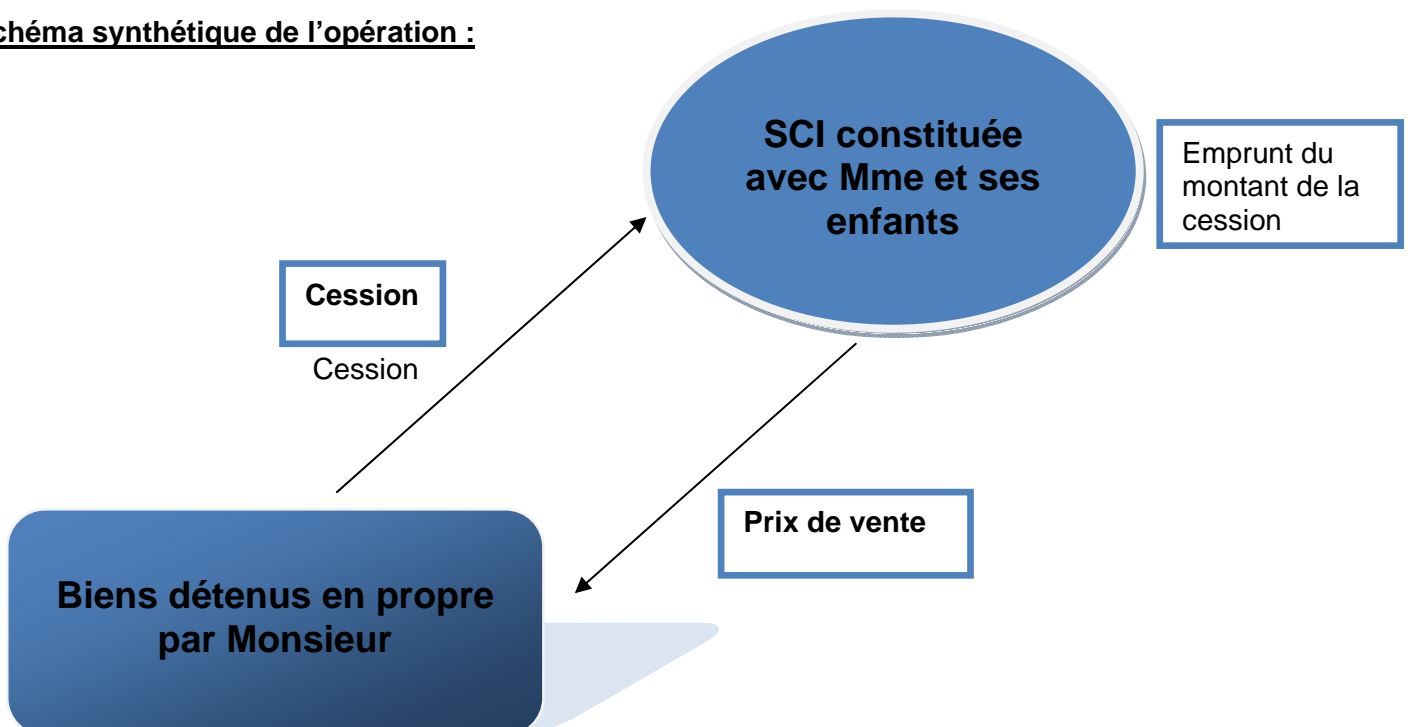 chéma synthétique de l’opération :
SCI constituée
avec Mme et ses
enfants
Emprunt du
montant de la
cession
Cession
Cession
Prix de vente
Biens détenus en propre
par Monsieur